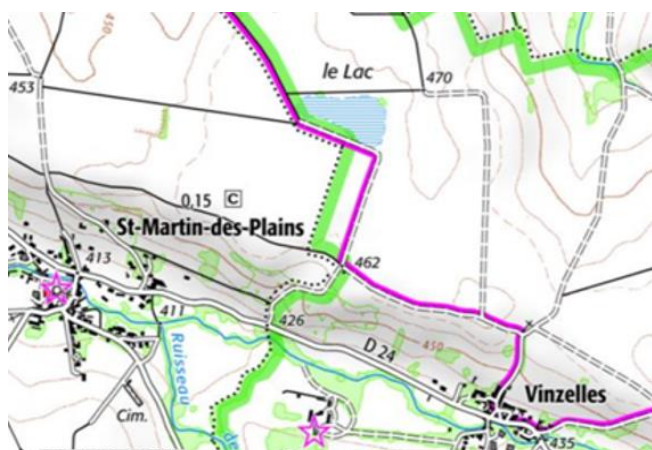 450
453
le Lac
470
0,15 C
St-Martin-des-Plains
413
462
411
426
D 24
450
Ruisseau
de
Vinzelles
Cim.
435